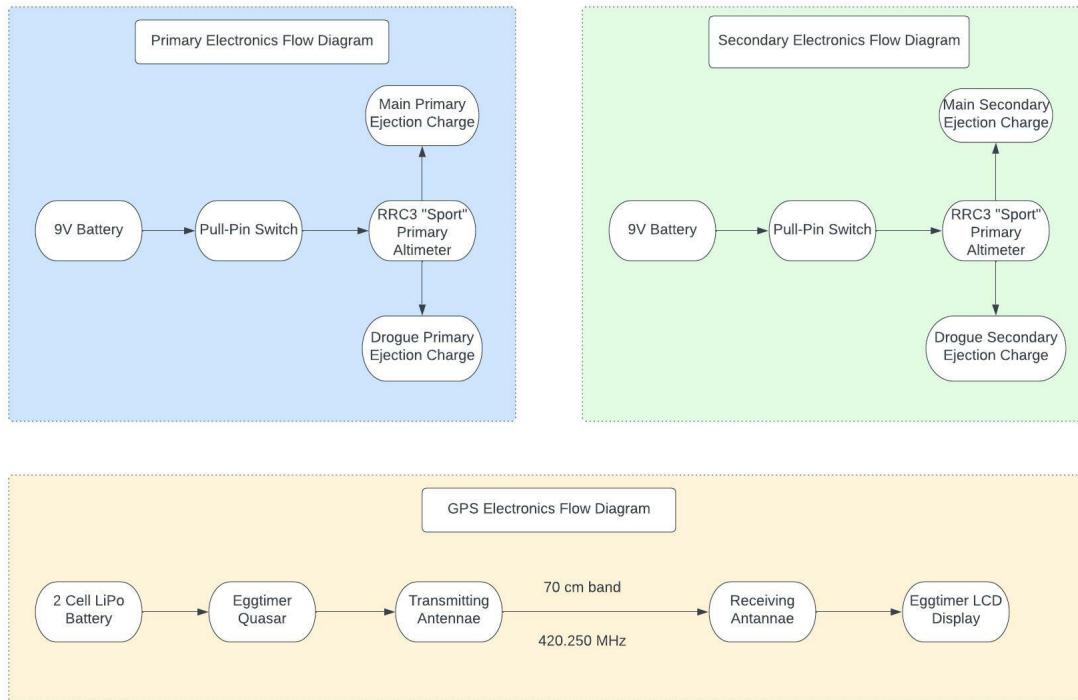 Primary Electronics Flow Diagram
Main Primary
Ejection Charge
9V Battery
Pull-Pin Switch
RRC3 "Sport"
Primary
Altimeter
Drogue Primary
Ejection Charge
Secondary Electronics Flow Diagram
Main Secondary
Ejection Charge
9V Battery
Pull-Pin Switch
RRC3 "Sport"
Primary
Altimeter
Drogue Secondary
Ejection Charge
GPS Electronics Flow Diagram
2 Cell LiPo
Battery
Eggtimer
Quasar
Transmitting
Antennae
70 cm band
420.250 MHz
Receiving
Antannae
Eggtimer LCD
Display